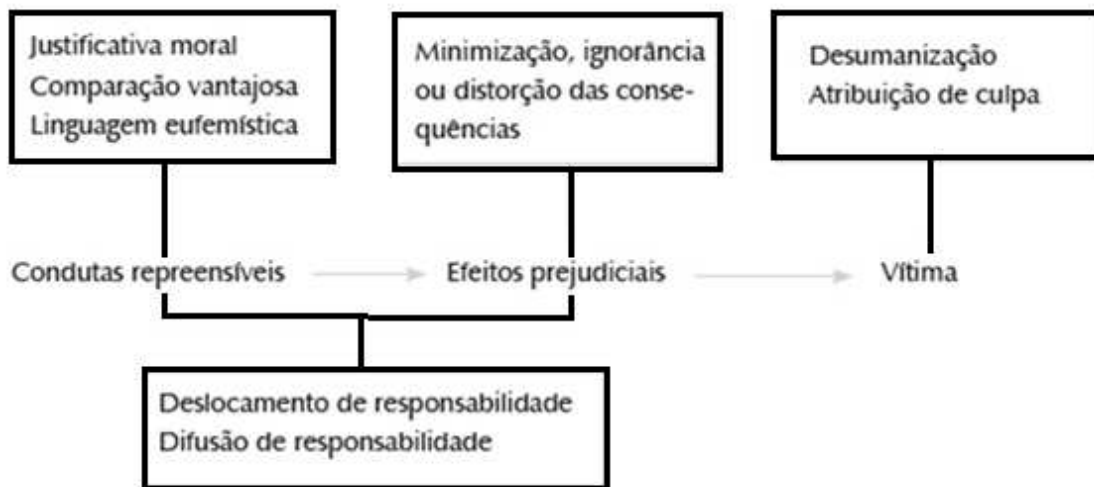 Justificativa moral
Comparação vantajosa
Linguagem eufemística
Minimização, ignorância
ou distorção das conse-
quências
Desumanização
Atribuição de culpa
Condutas repreensíveis
Efeitos prejudiciais
Vítima
Deslocamento de responsabilidade
Difusão de responsabilidade